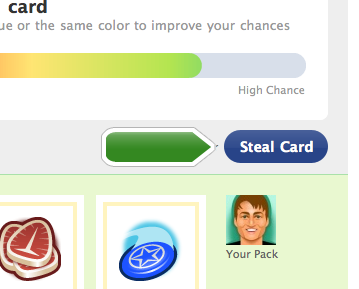 card
ue or the same color to improve your chances
High Chance
Steal Card
Your Pack